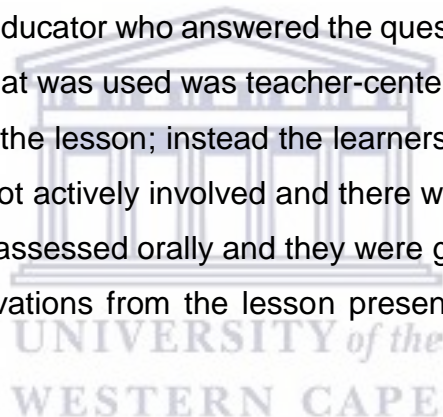 ducator who answered the ques
at was used was teacher-cente
the lesson; instead the learners
ot actively involved and there w
assessed orally and they were g
vations from the lesson presen
UNIVERSITY of the
WESTERN CAPE